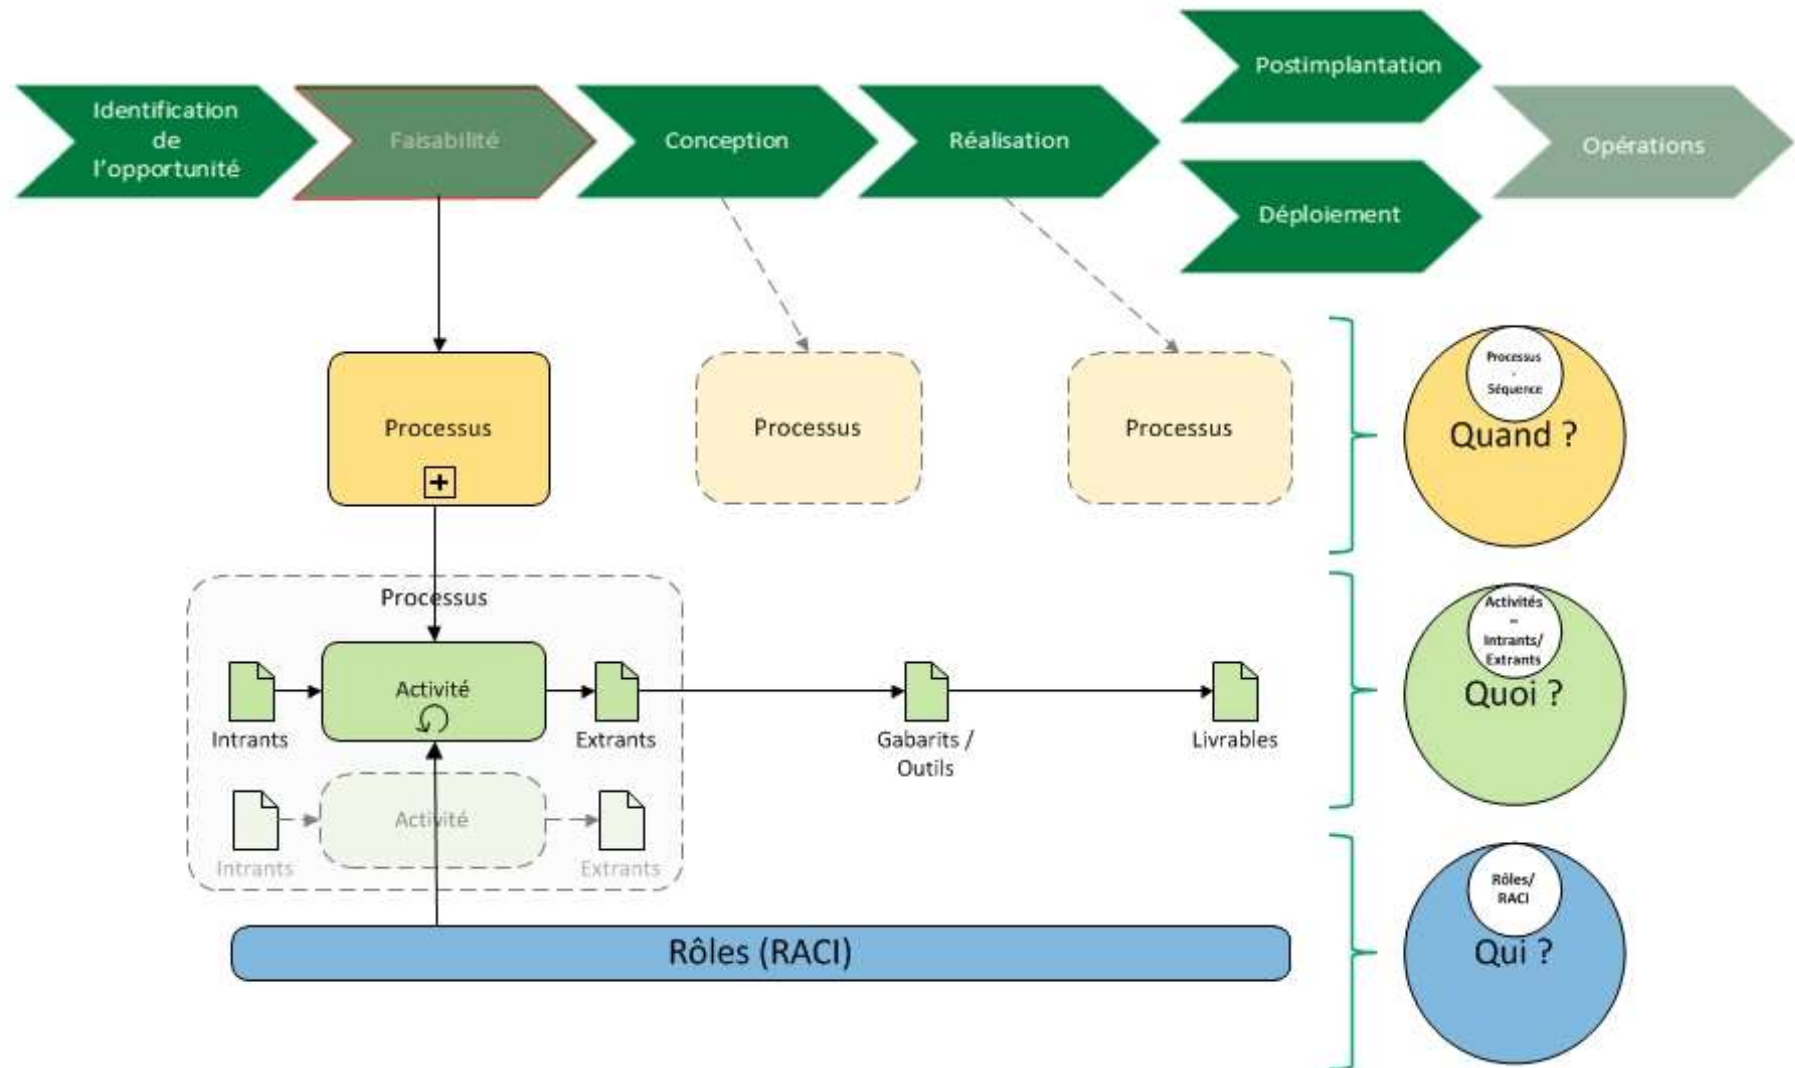 Identification
de
l'opportunité
Faisabilité
Conception
Réalisation
Postimplantation
Déploiement
Opérations
Processus
Processus
Processus
Processus
-
Séquence
Quand ?
Processus
Intrants
Activité
Extrants
Gabarits /
Outils
Livrables
Activités
–
Intrants/
Extrants
Quoi ?
Intrants
Activité
Extrants
Rôles (RACI)
Rôles/
RACI
Qui ?